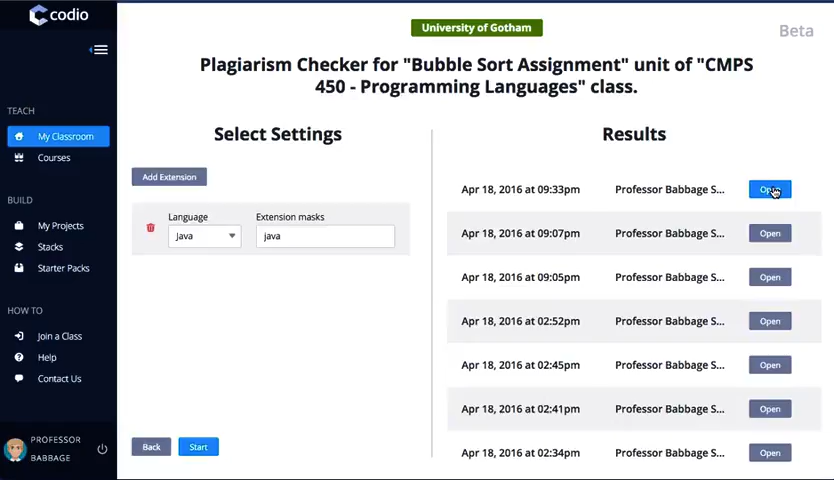 codio
University of Gotham
Beta
Plagiarism Checker for "Bubble Sort Assignment" unit of "CMPS
450 - Programming Languages" class.
TEACH
My Classroom
Courses
BUILD
My Projects
Stacks
Starter Packs
HOW TO
Join a Class
Help
Contact Us
PROFESSOR
BABBAGE
Select Settings
Add Extension
Language
Extension masks
Java
java
Back
Start
Results
Apr 18, 2016 at 09:33pm Professor Babbage S... Open
Apr 18, 2016 at 09:07pm Professor Babbage S... Open
Apr 18, 2016 at 09:05pm Professor Babbage S... Open
Apr 18, 2016 at 02:52pm Professor Babbage S... Open
Apr 18, 2016 at 02:45pm Professor Babbage S... Open
Apr 18, 2016 at 02:41pm Professor Babbage S... Open
Apr 18, 2016 at 02:34pm Professor Babbage S... Open